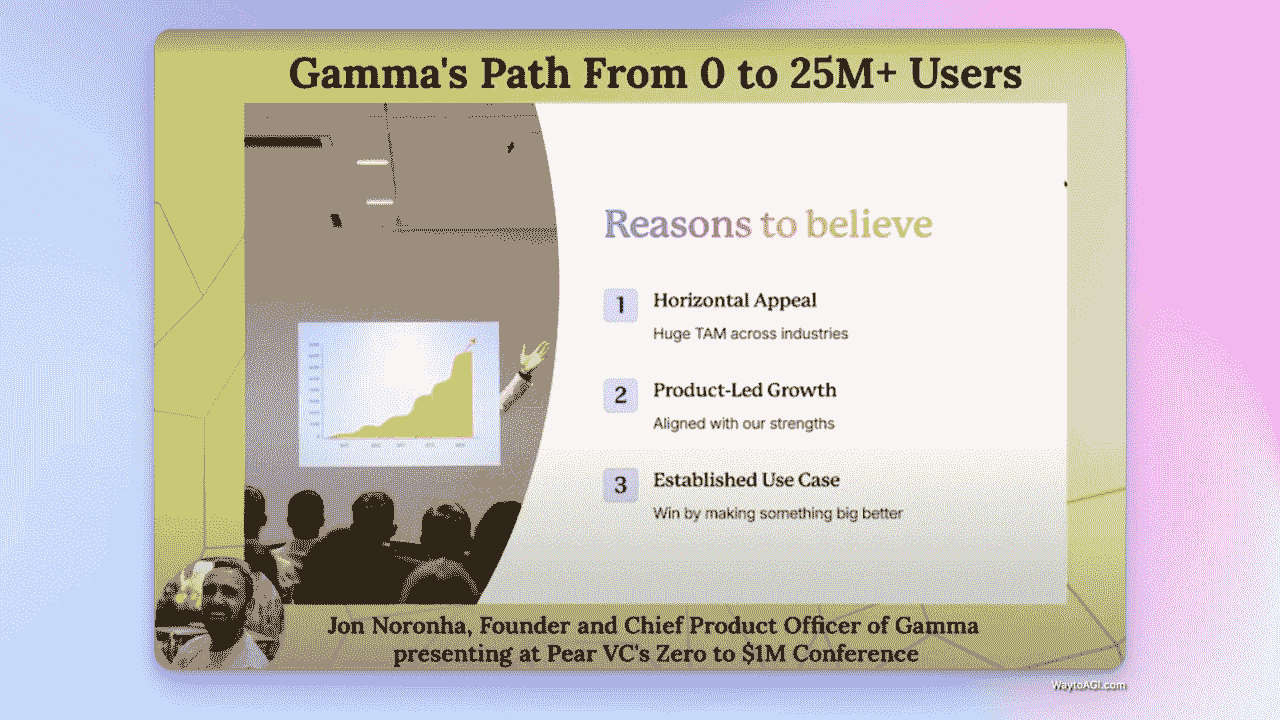 Gamma's Path From 0 to 25M+ Users
Reasons to believe
1
Horizontal Appeal
Huge TAM across industries
2
Product-Led Growth
Aligned with our strengths
3
Established Use Case
Win by making something big better
Jon Noronha, Founder and Chief Product Officer of Gamma
presenting at Pear VC's Zero to $1M Conference
WaytoAGI.com